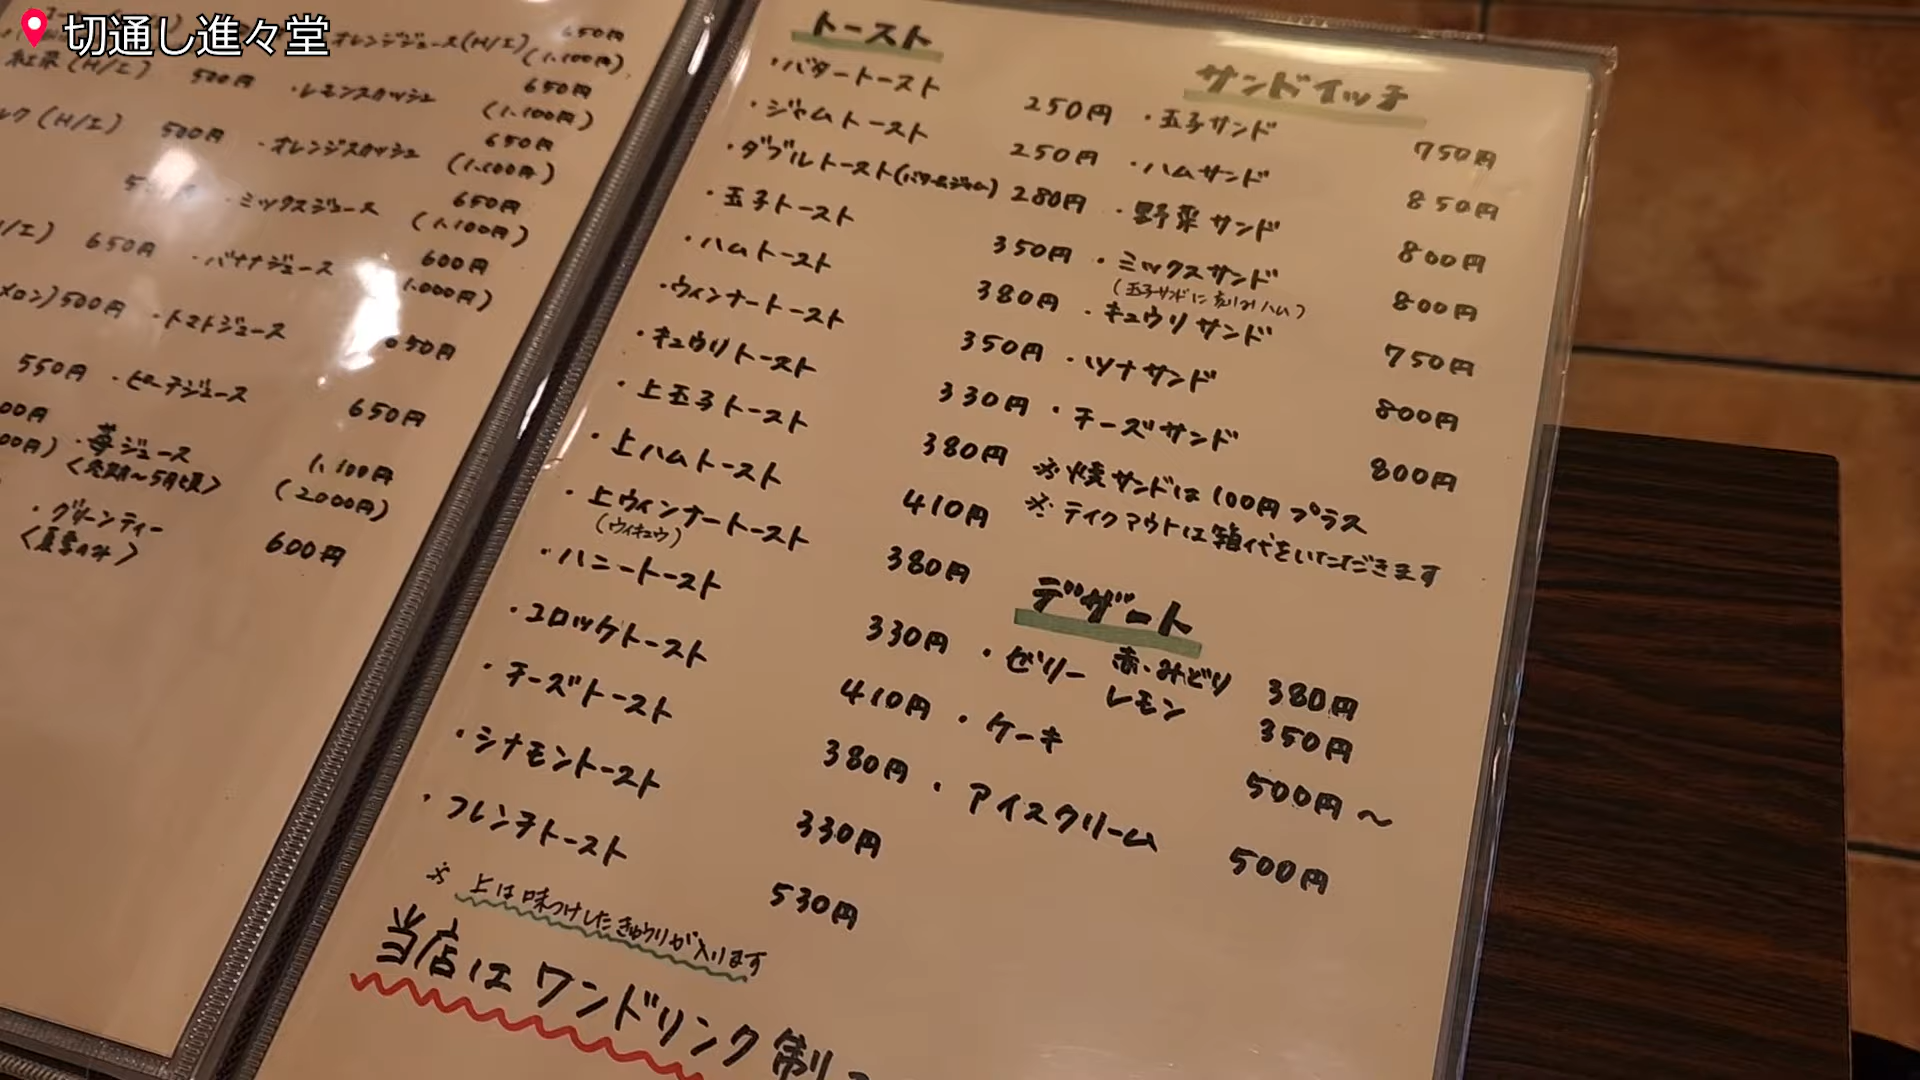 切通し進々堂
オレンジジュース(H/I) 650円
(1,100円)
紅茶(H/I) 500円
・レモンスカッシュ 650円
(1,100円)
ルク(H/I) 500円
・オレンジスカッシュ 650円
(1,100円)
・ミックスジュース 650円
(1,100円)
/I) 650円
・バナナジュース 600円
1,000円)
メロン) 500円
・トマトジュース 650円
550円
・ピーチジュース 650円
00円
・苺ジュース 1,100円
00円)
(2000円)
・グリーンティー 600円
<夏季のみ>
トースト
・バタートースト 250円
・ジャムトースト 250円
・ダブルトースト(バター&ジャム) 280円
・玉子トースト 350円
・ハムトースト 380円
・ウィンナートースト 350円
・キュウリトースト 330円
・上玉子トースト 380円
・上ハムトースト 410円
・上ウィンナートースト 380円
(ウイキュウ)
・ハニートースト 330円
・コロッケトースト 410円
・チーズトースト 380円
・シナモントースト 330円
・フレンチトースト 530円
※上は味つけしたきゅうりが入ります
当店はワンドリンク制
サンドイッチ
・玉子サンド 750円
・ハムサンド 850円
・野菜サンド 800円
・ミックスサンド 800円
・キュウリサンド 750円
・ツナサンド 800円
・チーズサンド 800円
※焼サンドは100円プラス
※テイクアウトは箱代をいただきます
デザート
・ゼリー 赤・みどり 380円
レモン 350円
・ケーキ 500円〜
・アイスクリーム 500円